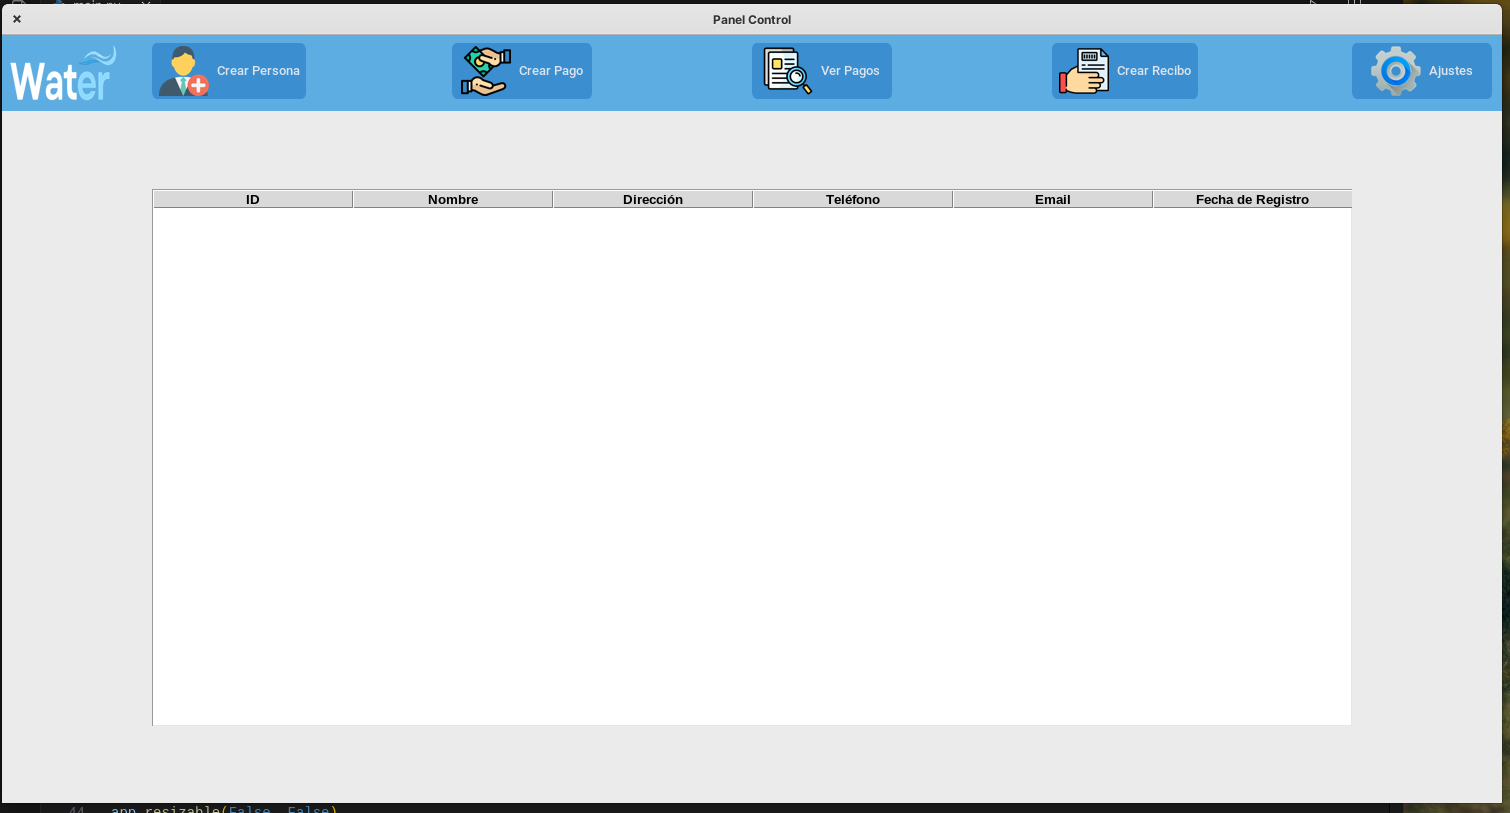 Panel Control
Water
Crear Persona
Crear Pago
Ver Pagos
Crear Recibo
Ajustes
ID
Nombre
Dirección
Teléfono
Email
Fecha de Registro
44 app.resizable(False, False)